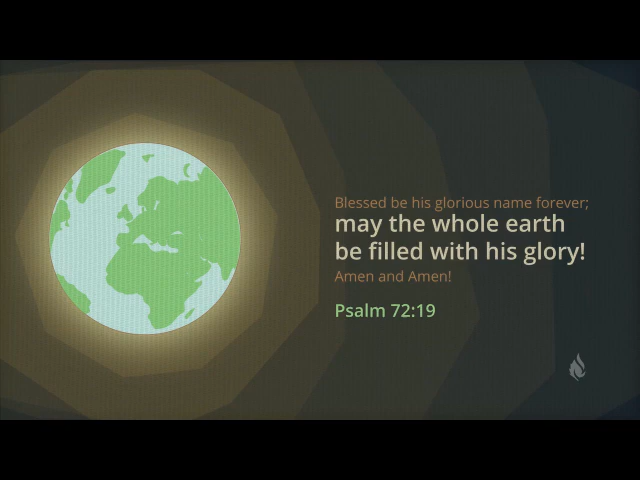 Blessed be his glorious name forever;
may the whole earth
be filled with his glory!
Amen and Amen!
Psalm 72:19